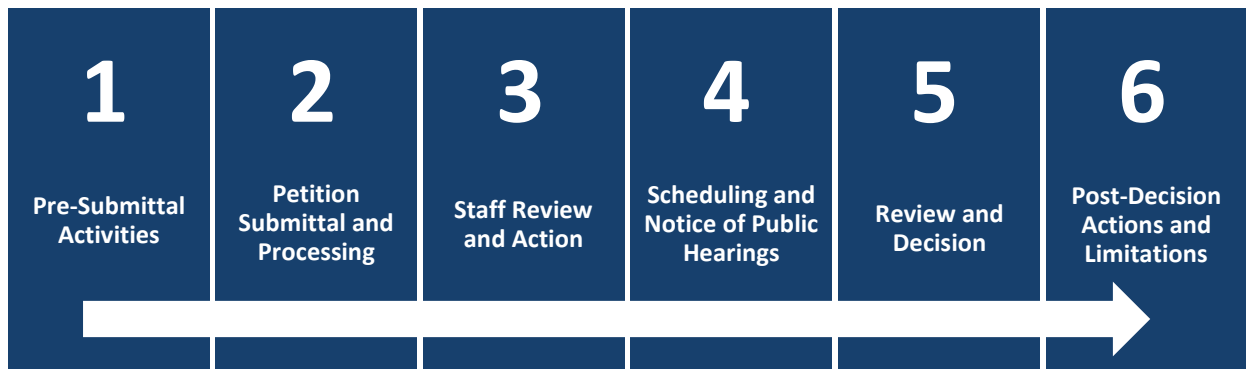 1
Pre-Submittal
Activities
2
Petition
Submittal and
Processing
3
Staff Review
and Action
4
Scheduling and
Notice of Public
Hearings
5
Review and
Decision
6
Post-Decision
Actions and
Limitations